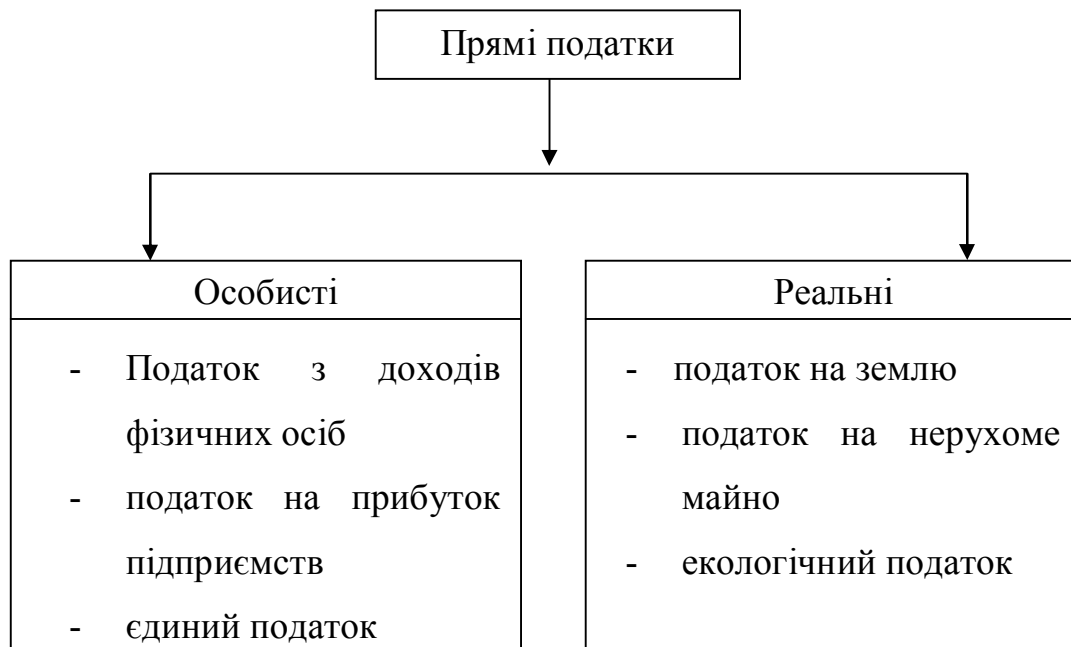 Прямі податки
Особисті
- Податок з доходів
фізичних осіб
- податок на прибуток
підприємств
- єдиний податок
Реальні
- податок на землю
- податок на нерухоме
майно
- екологічний податок